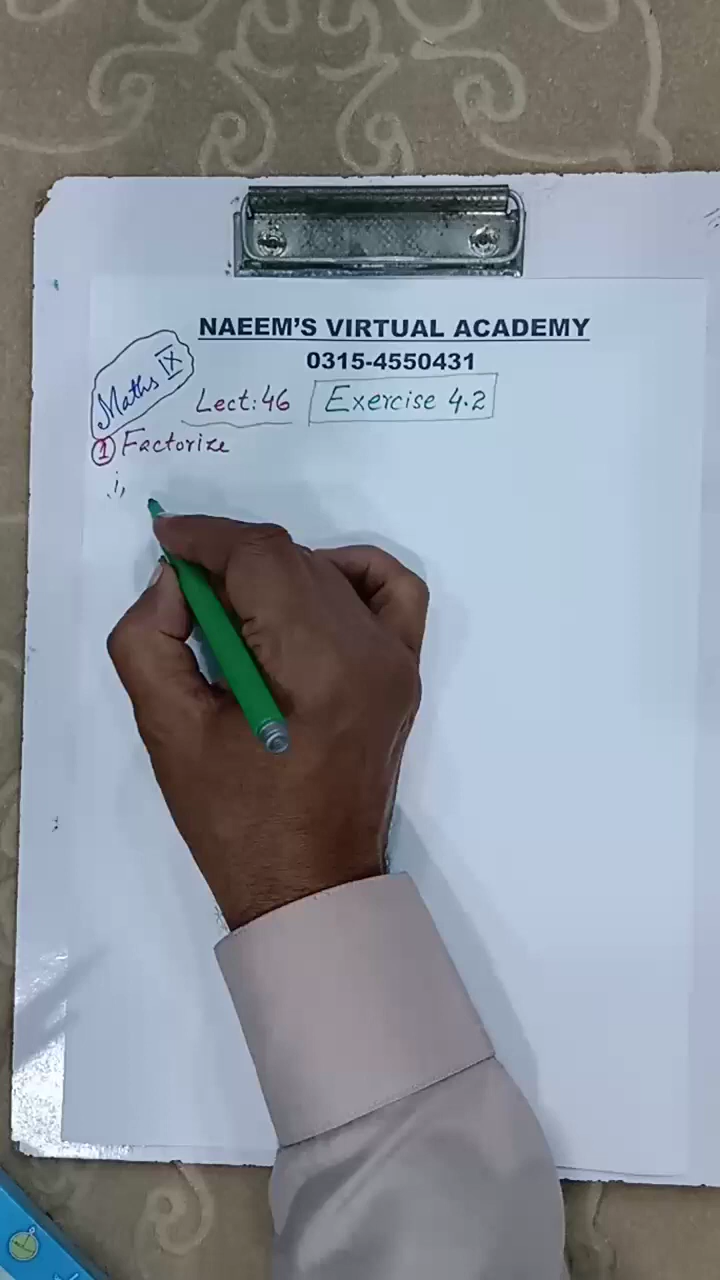 NAEEM'S VIRTUAL ACADEMY
0315-4550431
Maths IX
Lect: 46 Exercise 4.2
1 Factorize
i,